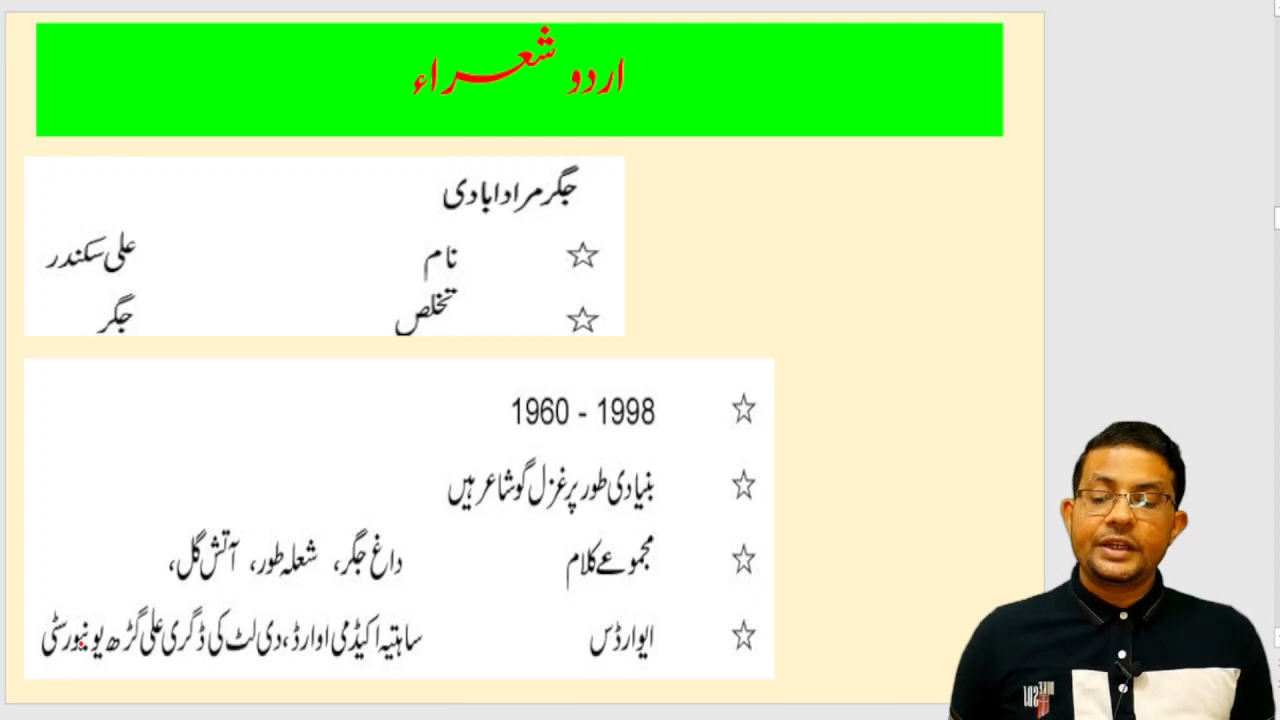 اردو شعراء
جگر مرادابادی
☆ نام علی سکندر
☆ تخلص جگر
☆ 1960 - 1998
☆ بنیادی طور پر غزل گو شاعر ہیں
☆ مجموعے کلام داغ جگر، شعلہ طور، آتش گل،
☆ ایوارڈس ساہتیہ اکیڈمی اوارڈ، دی لٹ کی ڈگری علی گڑھ یونیورسٹی